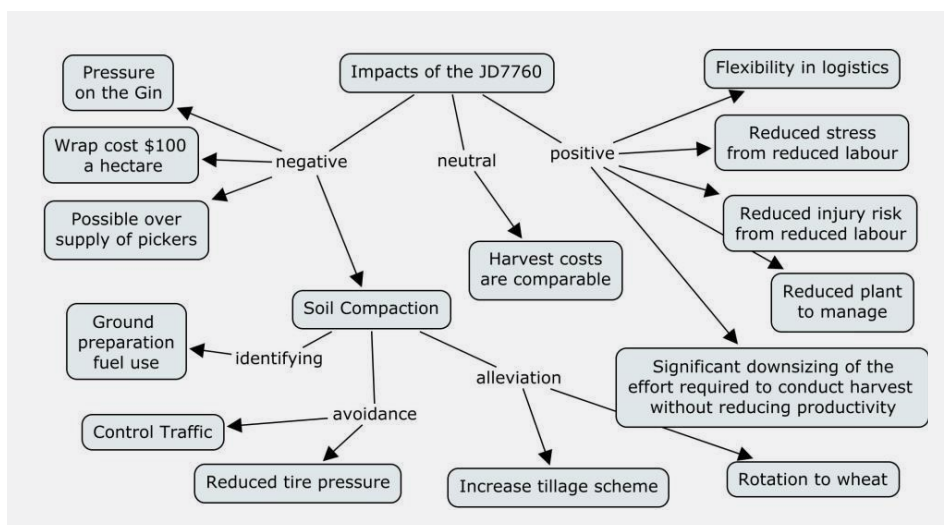 Impacts of the JD7760
negative
Pressure
on the Gin
Wrap cost $100
a hectare
Possible over
supply of pickers
Soil Compaction
identifying
Ground
preparation
fuel use
avoidance
Control Traffic
Reduced tire pressure
alleviation
Increase tillage scheme
Rotation to wheat
neutral
Harvest costs
are comparable
positive
Flexibility in logistics
Reduced stress
from reduced labour
Reduced injury risk
from reduced labour
Reduced plant
to manage
Significant downsizing of the
effort required to conduct harvest
without reducing productivity